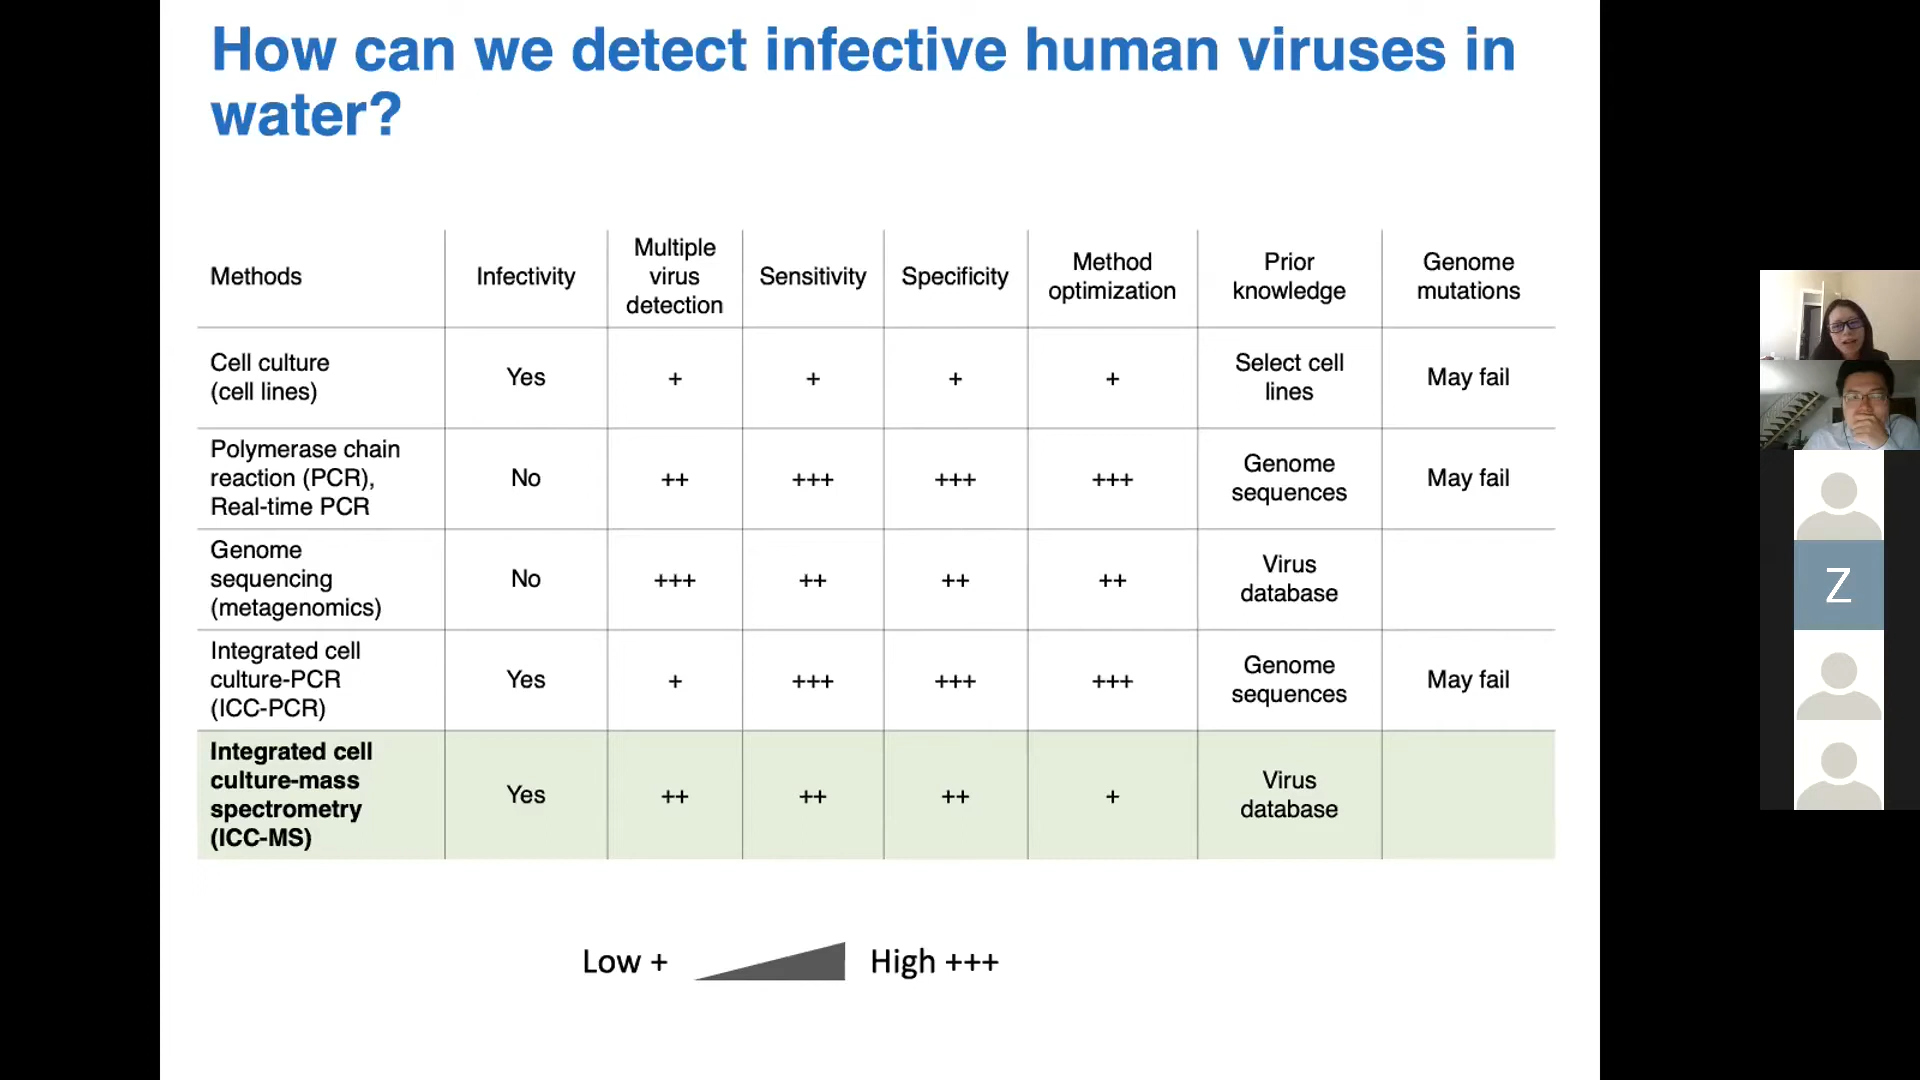 How can we detect infective human viruses in
water?
Methods
Infectivity
Multiple
virus
detection
Sensitivity
Specificity
Method
optimization
Prior
knowledge
Genome
mutations
Cell culture
(cell lines)
Yes
+
+
+
+
Select cell
lines
May fail
Polymerase chain
reaction (PCR),
Real-time PCR
No
++
+++
+++
+++
Genome
sequences
May fail
Genome
sequencing
(metagenomics)
No
+++
++
++
++
Virus
database
Integrated cell
culture-PCR
(ICC-PCR)
Yes
+
+++
+++
+++
Genome
sequences
May fail
Integrated cell
culture-mass
spectrometry
(ICC-MS)
Yes
++
++
++
+
Virus
database
Low +
High +++
Z